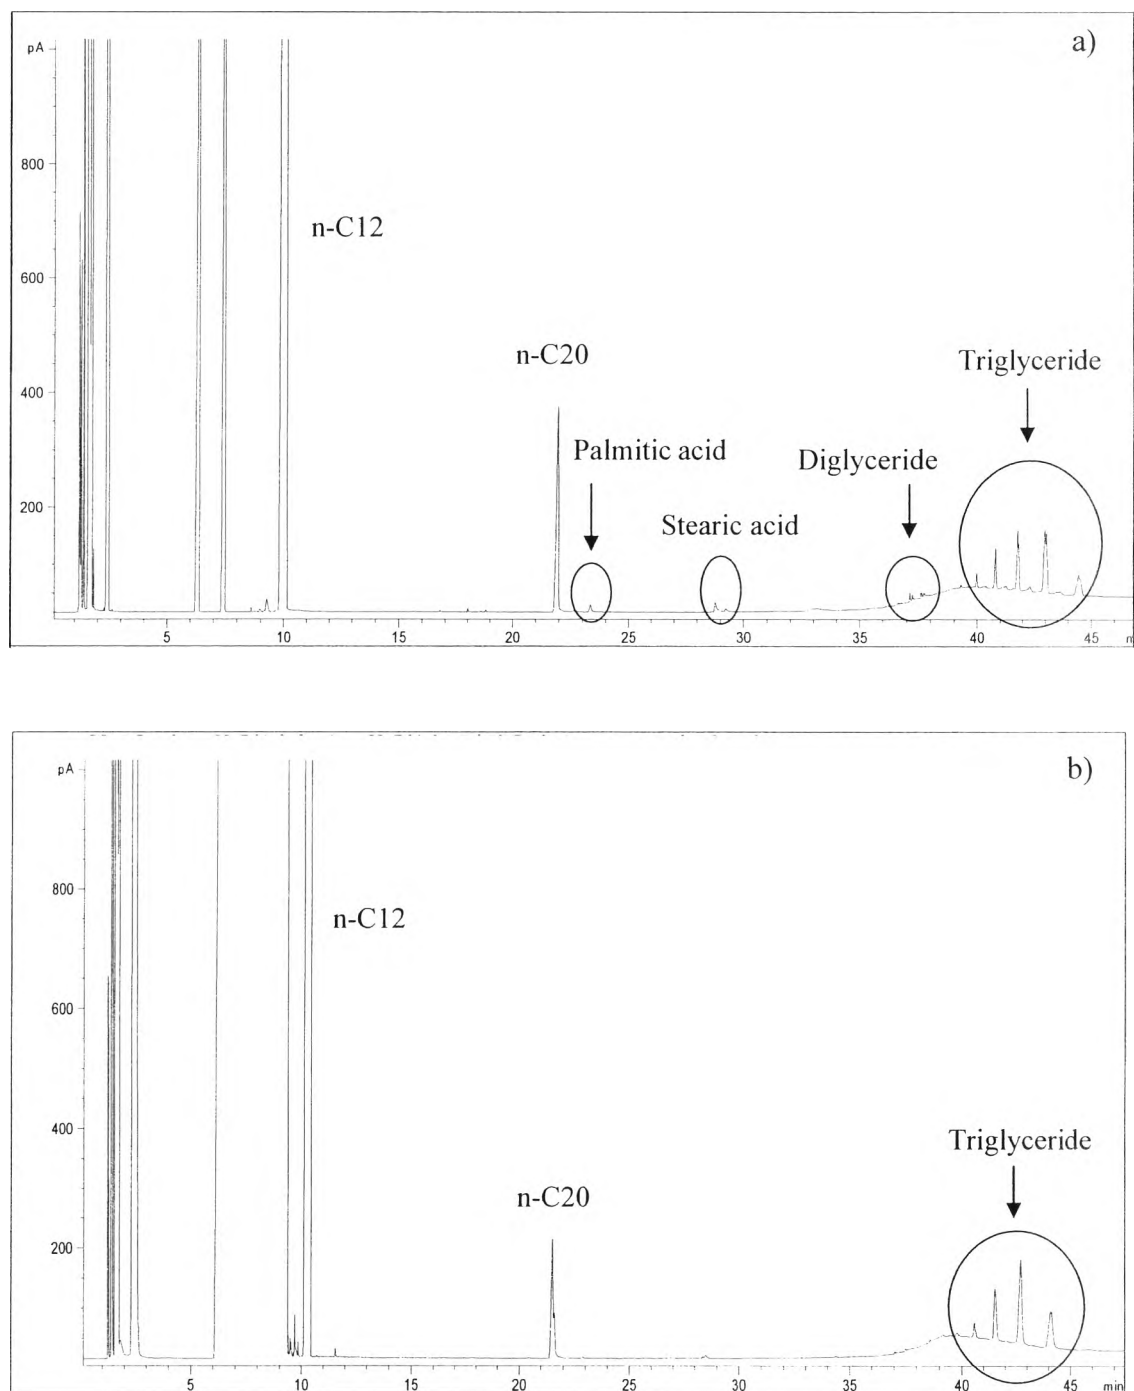 a)
pA
800
n-C12
600
n-C20
Triglyceride
400
Palmitic acid
Diglyceride
Stearic acid
200
5 10 15 20 25 30 35 40 45 m
b)
pA
800
n-C12
600
400
Triglyceride
n-C20
200
5 10 15 20 25 30 35 40 45 min